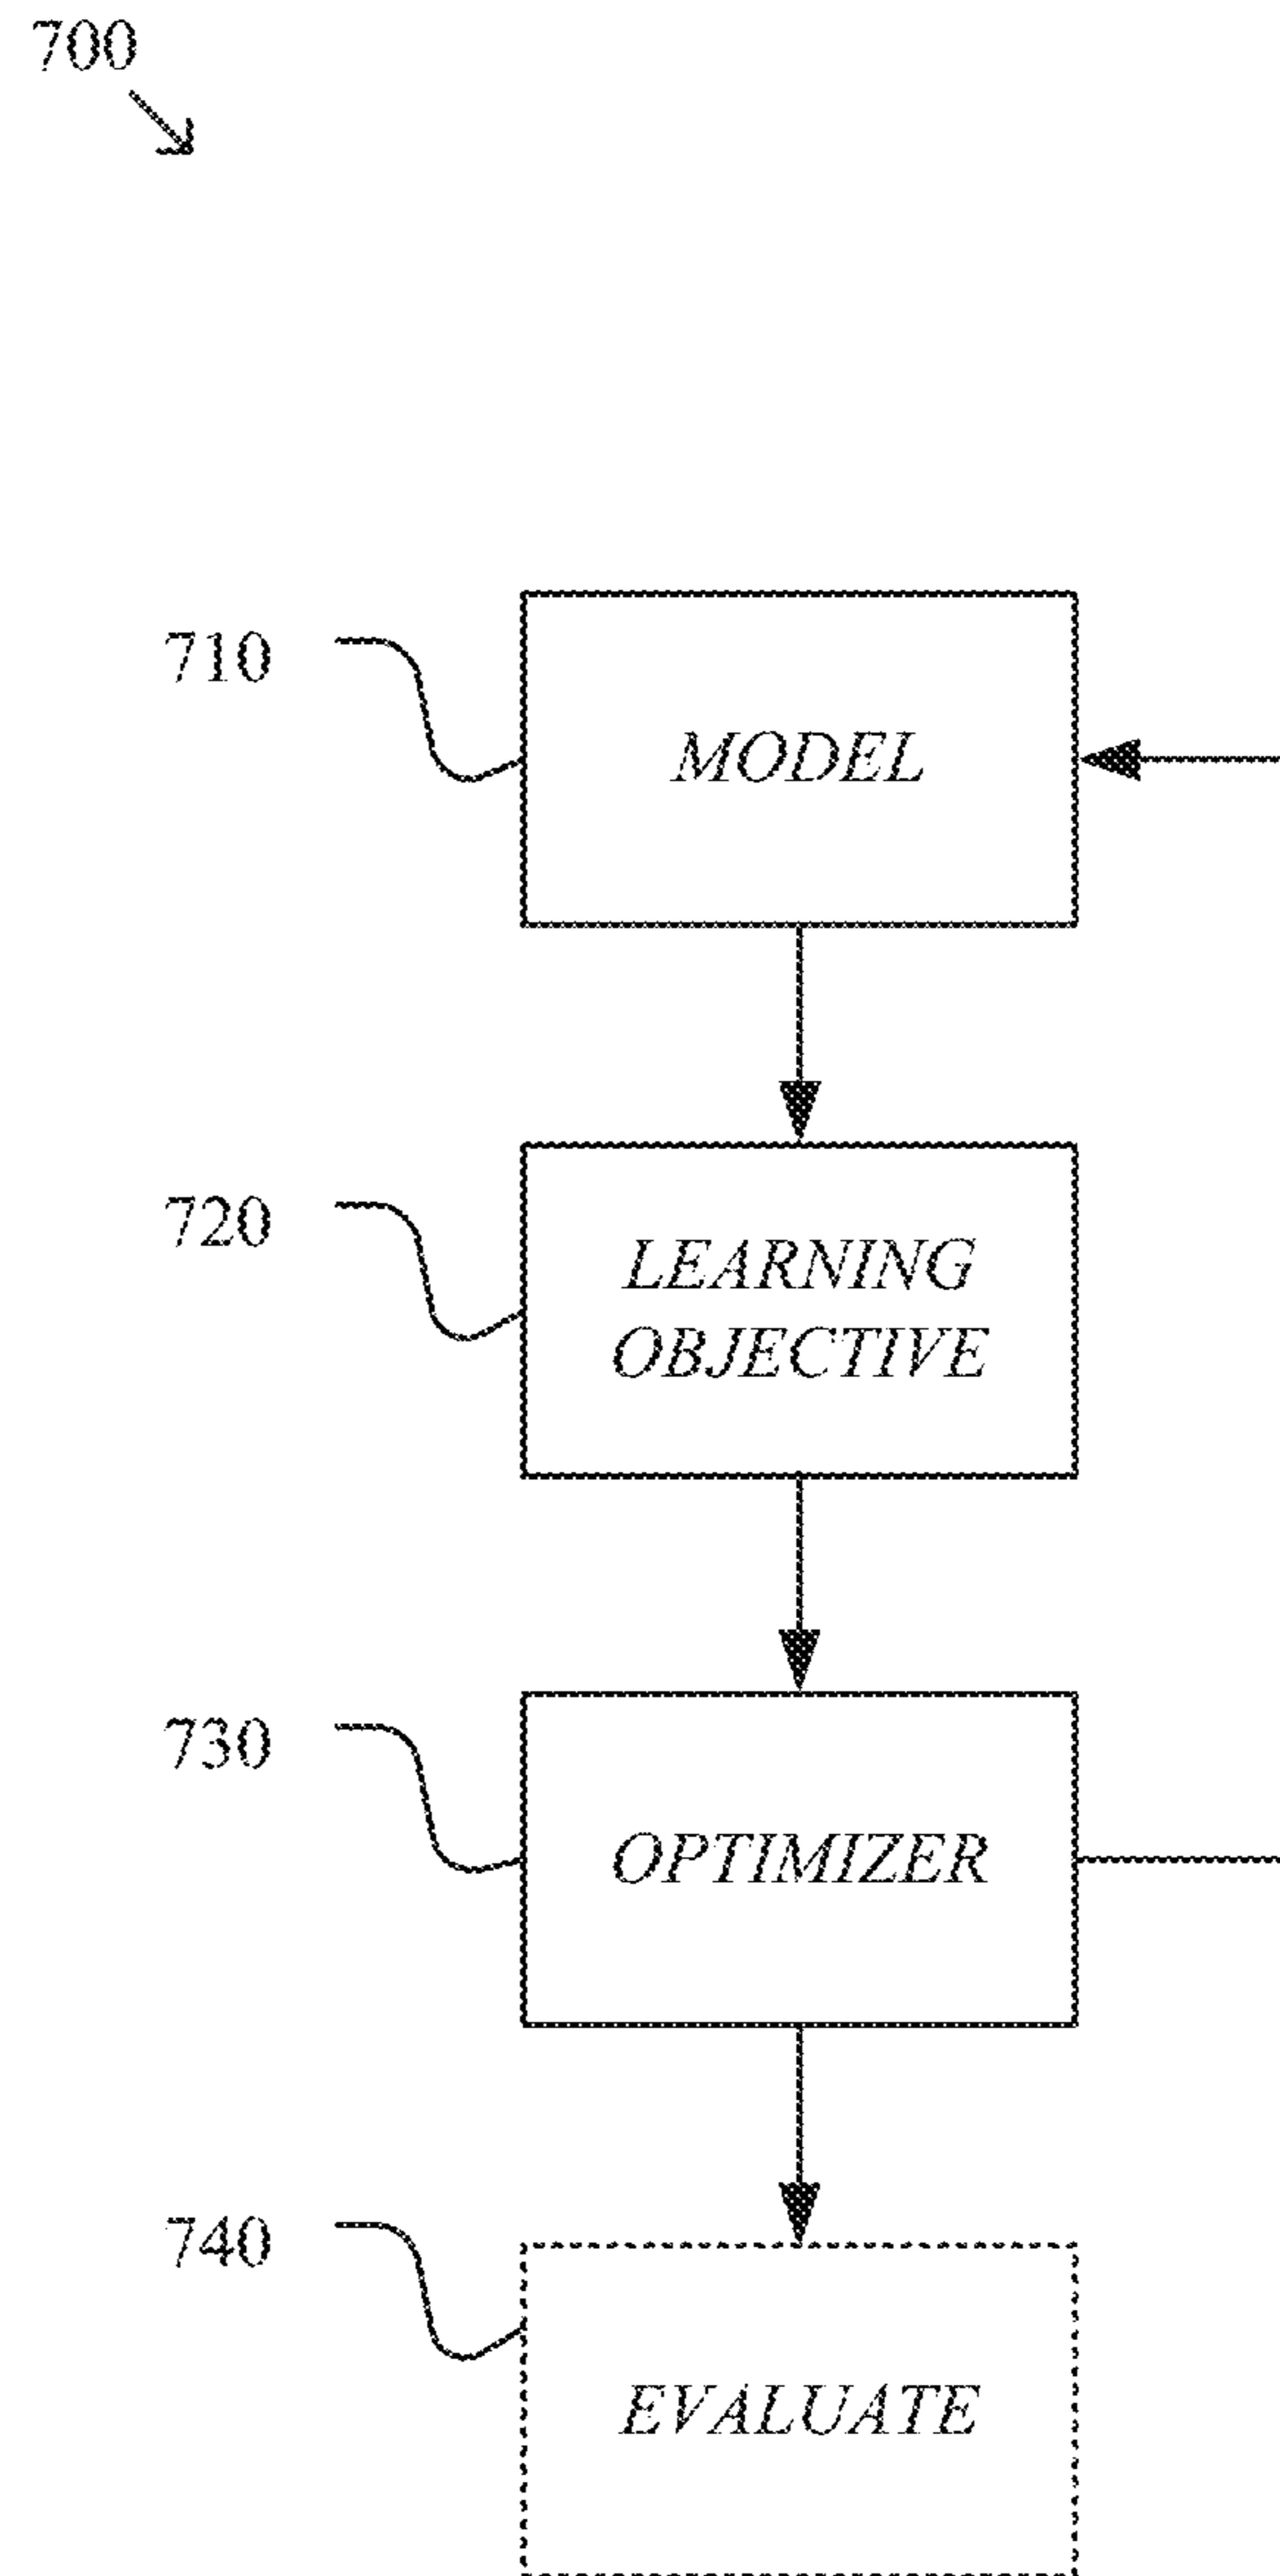 700
710
MODEL
720
LEARNING
OBJECTIVE
730
OPTIMIZER
740
EVALUATE